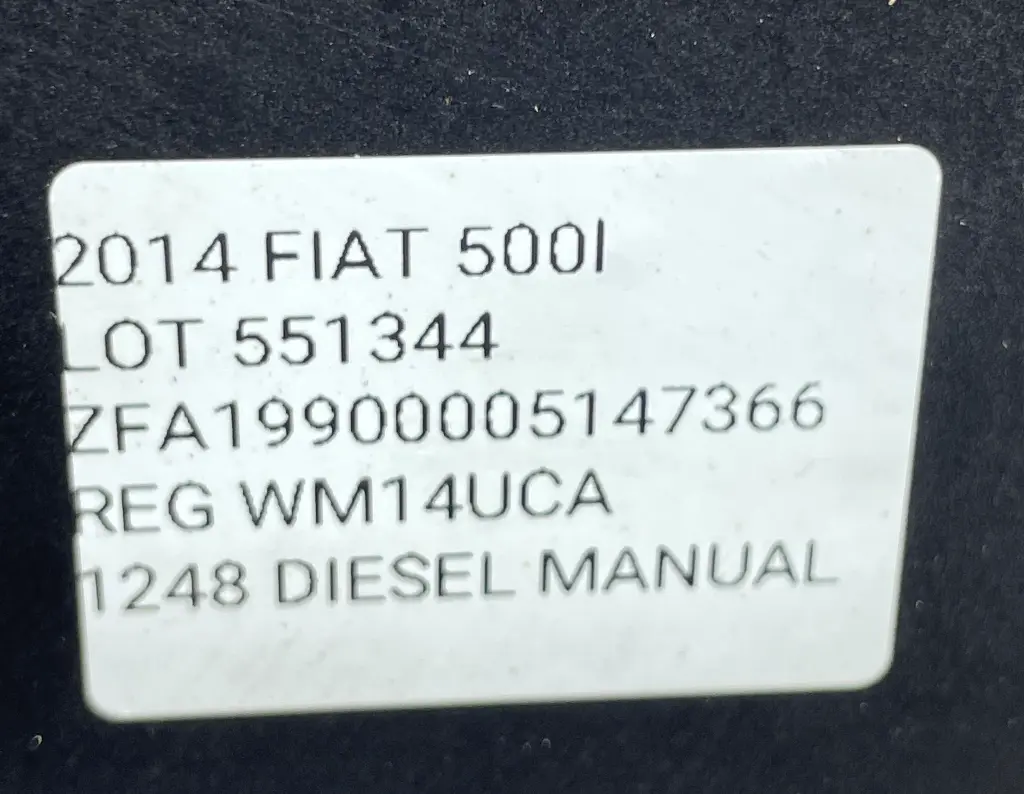 2014 FIAT 500l
LOT 551344
ZFA19900005147366
REG WM14UCA
1248 DIESEL MANUAL